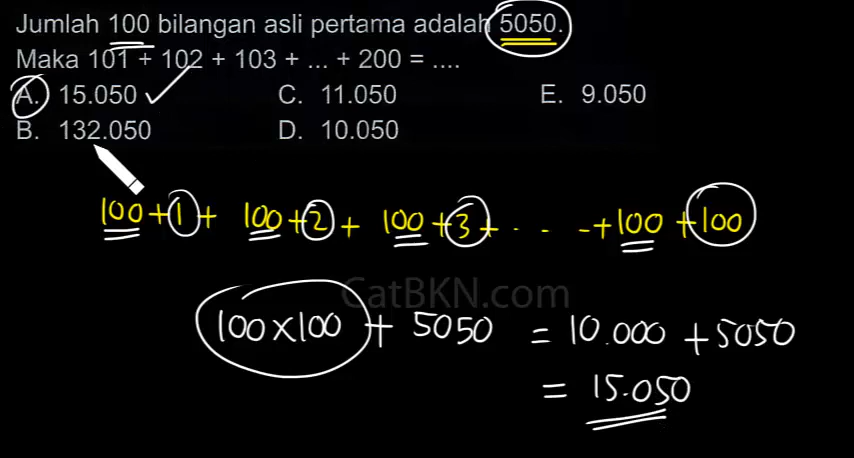 Jumlah 100 bilangan asli pertama adalah 5050.
Maka 101 + 102 + 103 + ... + 200 = ....
A. 15.050 ✓ C. 11.050 E. 9.050
B. 132.050 D. 10.050
100 + 1 + 100 + 2 + 100 + 3 + . . . - + 100 + 100
CatBKN.com
100 x 100 + 5050 = 10.000 + 5050
= 15.050